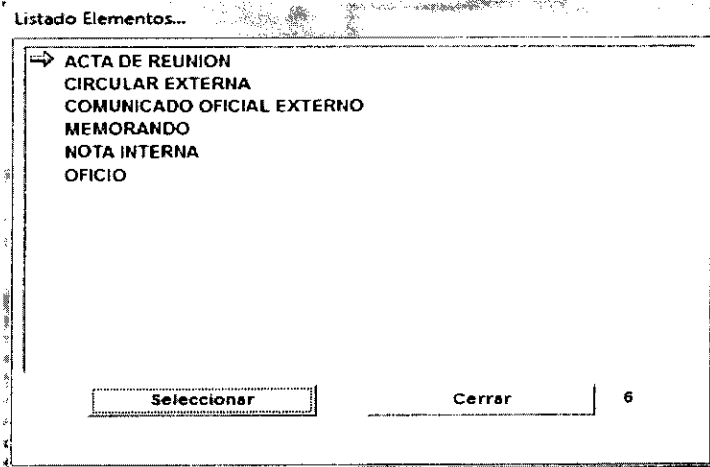 Listado Elementos...
ACTA DE REUNION
CIRCULAR EXTERNA
COMUNICADO OFICIAL EXTERNO
MEMORANDO
NOTA INTERNA
OFICIO
Seleccionar Cerrar 6